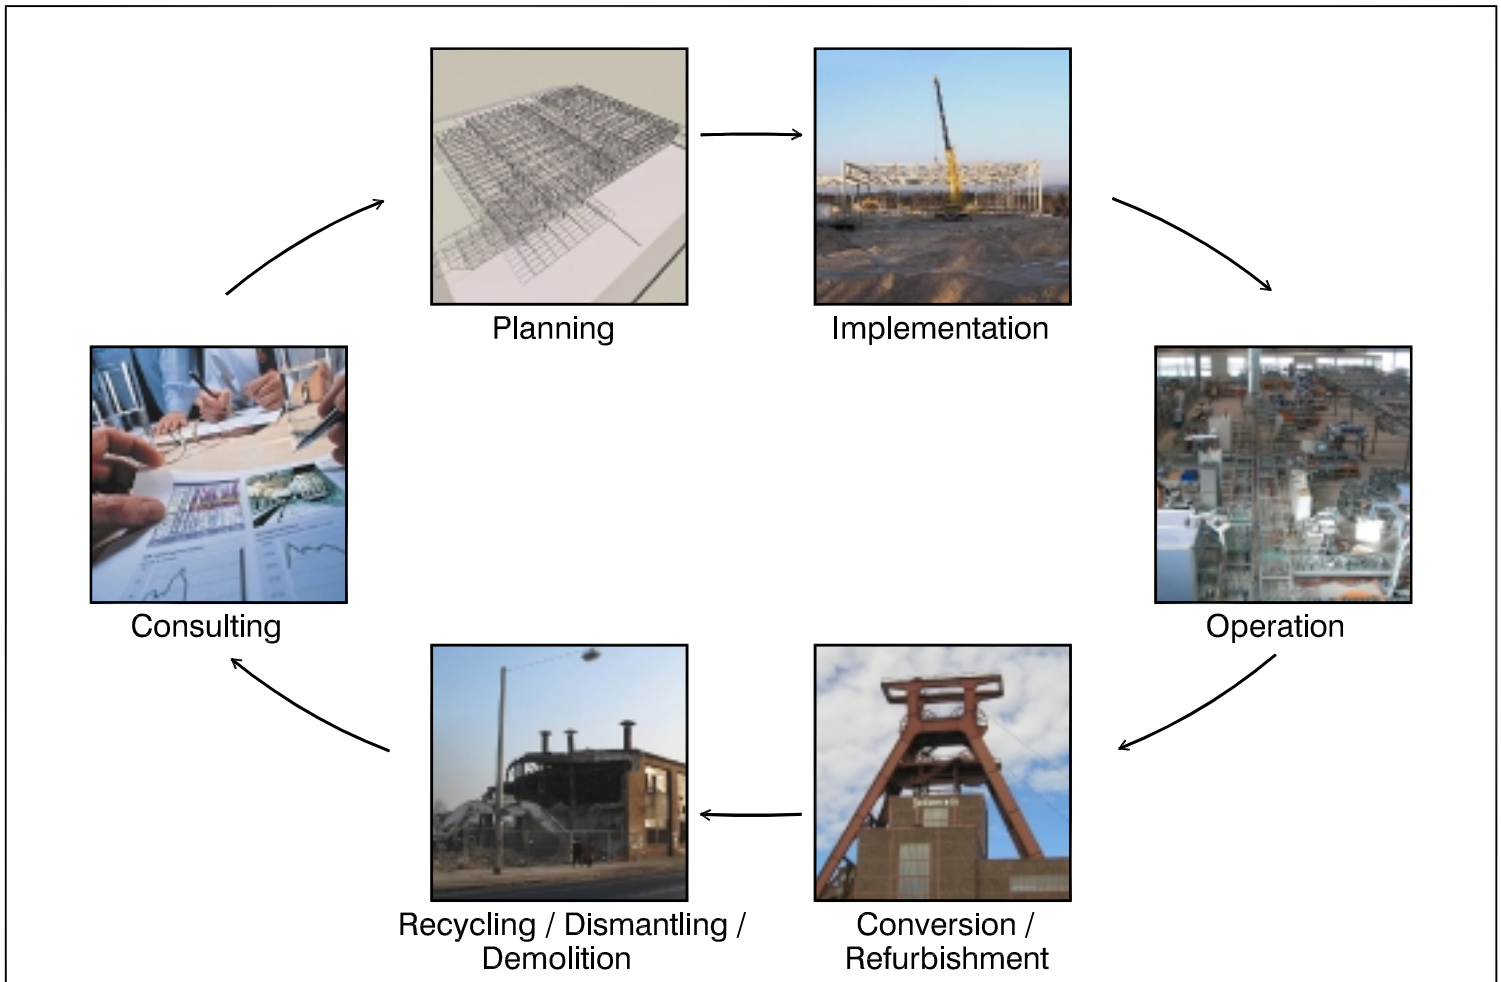 Planning
Implementation
Consulting
Operation
Recycling / Dismantling /
Demolition
Conversion /
Refurbishment